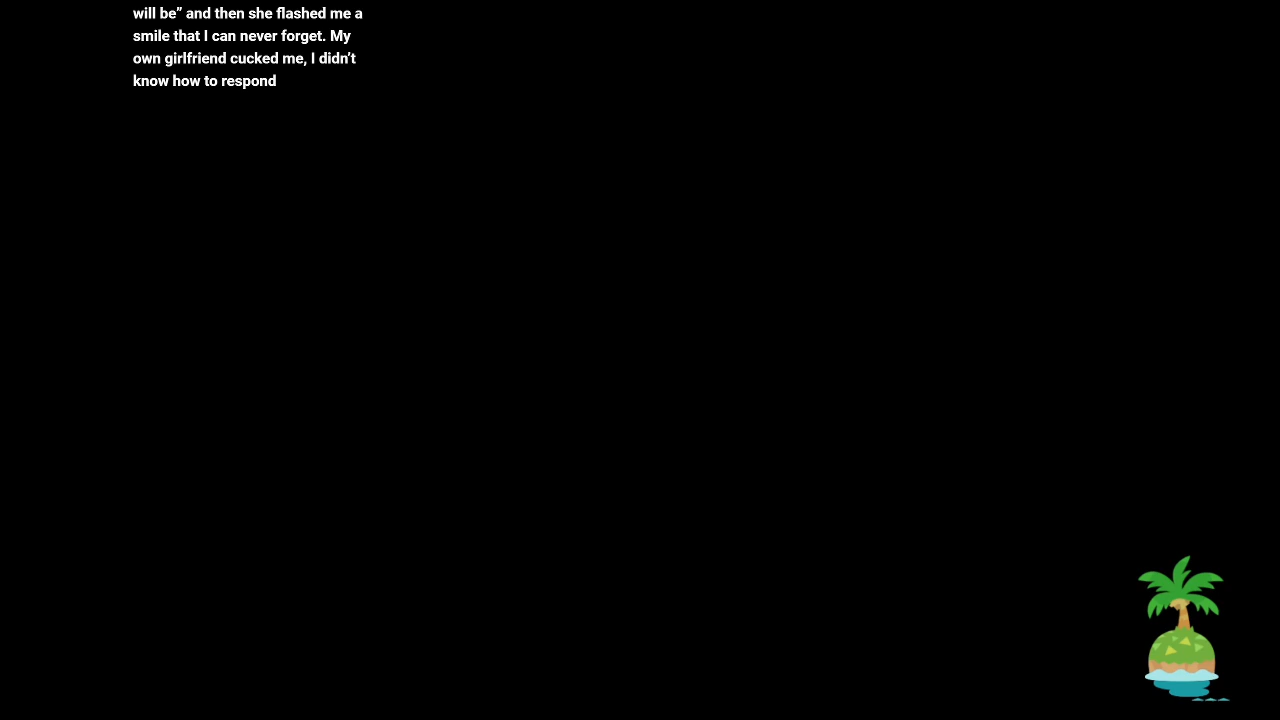 will be” and then she flashed me a
smile that I can never forget. My
own girlfriend cucked me, I didn’t
know how to respond